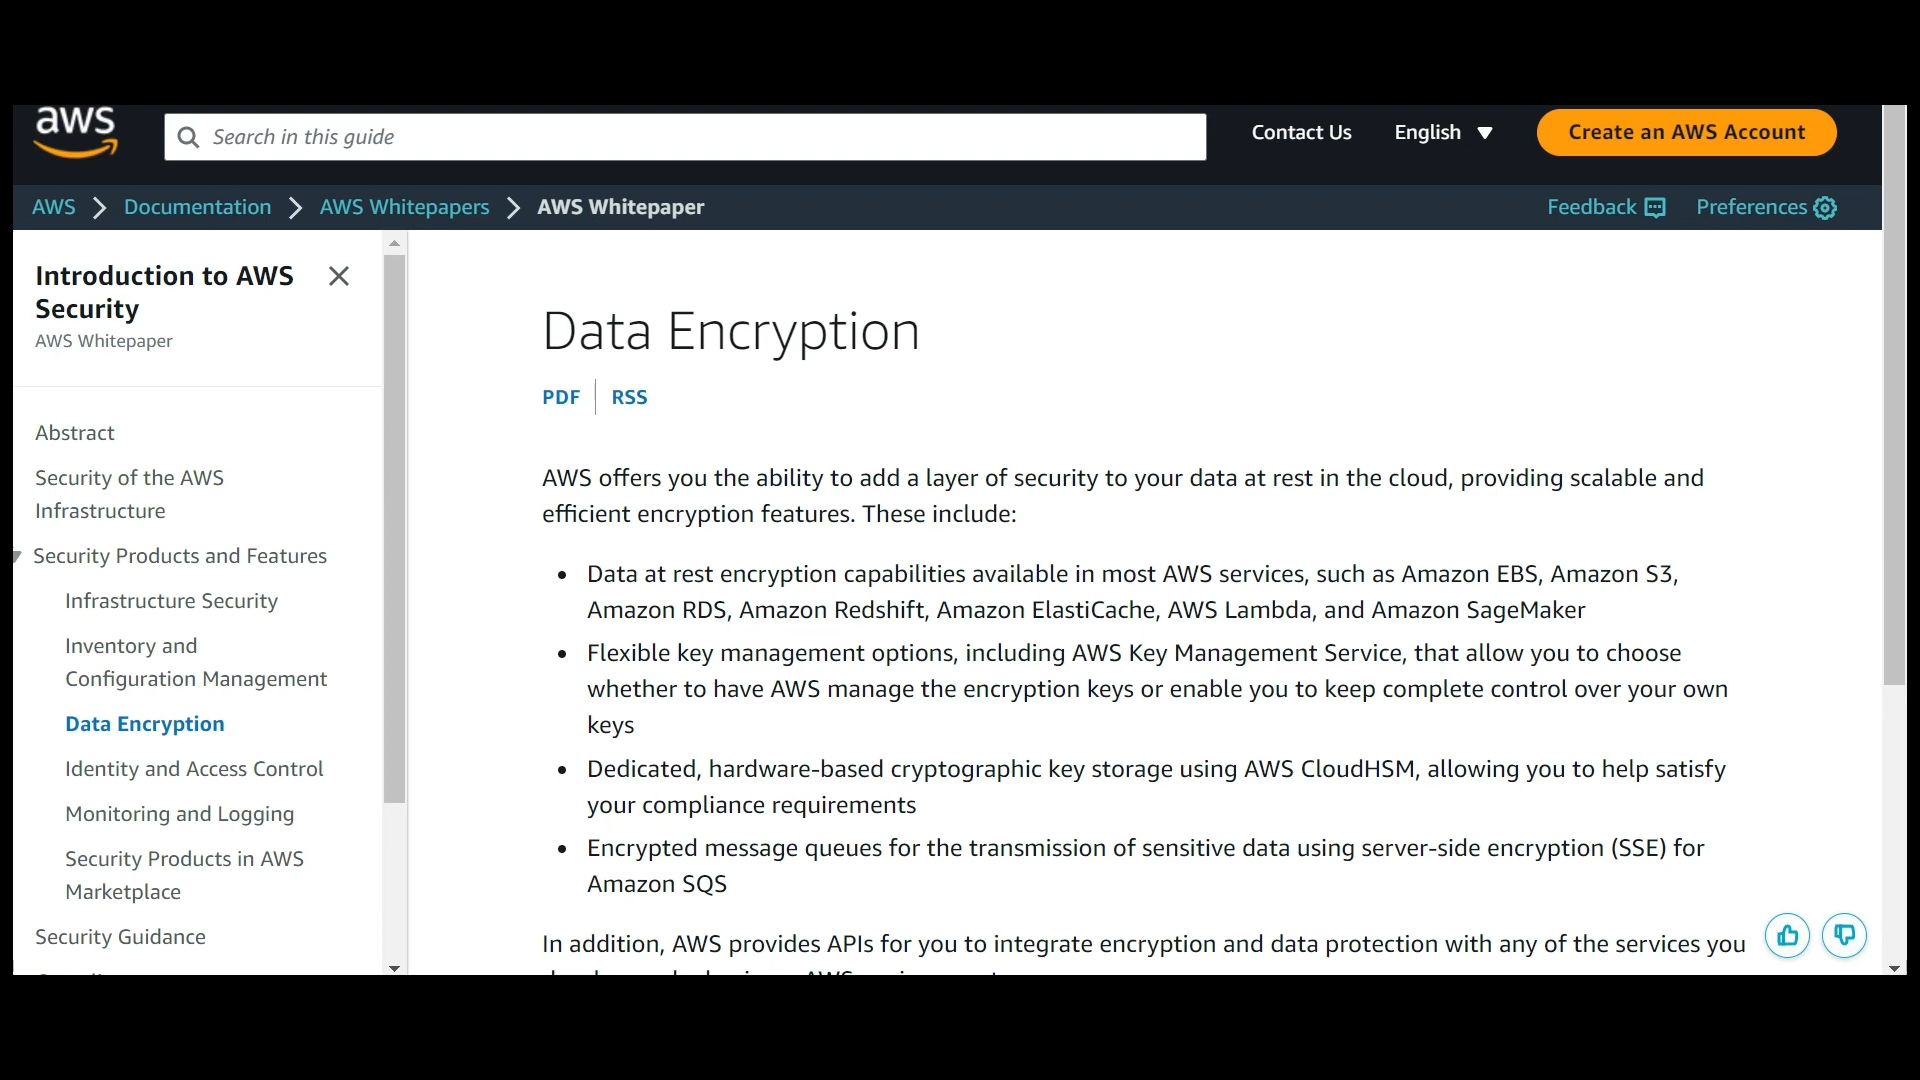 aws
Search in this guide
Contact Us
English
Create an AWS Account
AWS
Documentation
AWS Whitepapers
AWS Whitepaper
Feedback
Preferences
Introduction to AWS
Security
AWS Whitepaper
Abstract
Security of the AWS
Infrastructure
Security Products and Features
Infrastructure Security
Inventory and
Configuration Management
Data Encryption
Identity and Access Control
Monitoring and Logging
Security Products in AWS
Marketplace
Security Guidance
Data Encryption
PDF
RSS
AWS offers you the ability to add a layer of security to your data at rest in the cloud, providing scalable and
efficient encryption features. These include:
• Data at rest encryption capabilities available in most AWS services, such as Amazon EBS, Amazon S3,
Amazon RDS, Amazon Redshift, Amazon ElastiCache, AWS Lambda, and Amazon SageMaker
• Flexible key management options, including AWS Key Management Service, that allow you to choose
whether to have AWS manage the encryption keys or enable you to keep complete control over your own
keys
• Dedicated, hardware-based cryptographic key storage using AWS CloudHSM, allowing you to help satisfy
your compliance requirements
• Encrypted message queues for the transmission of sensitive data using server-side encryption (SSE) for
Amazon SQS
In addition, AWS provides APIs for you to integrate encryption and data protection with any of the services you